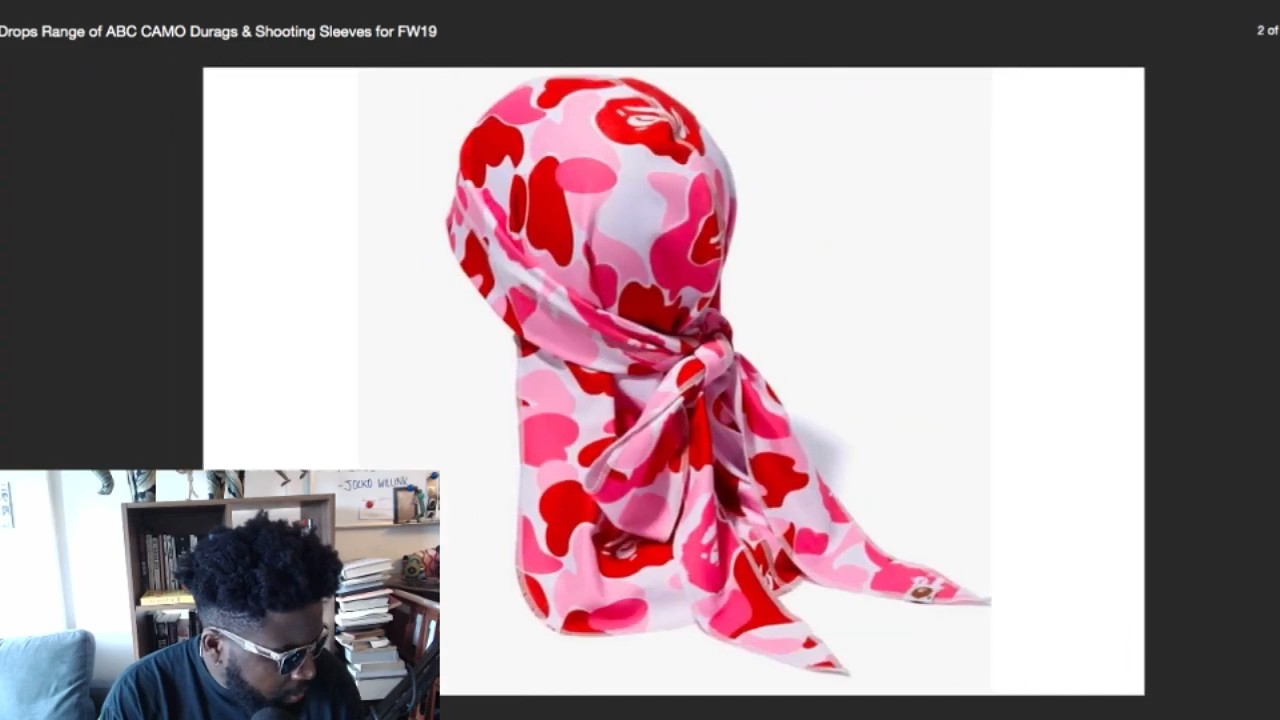 Drops Range of ABC CAMO Durags & Shooting Sleeves for FW19
2 of
-JOCKO WILLINK